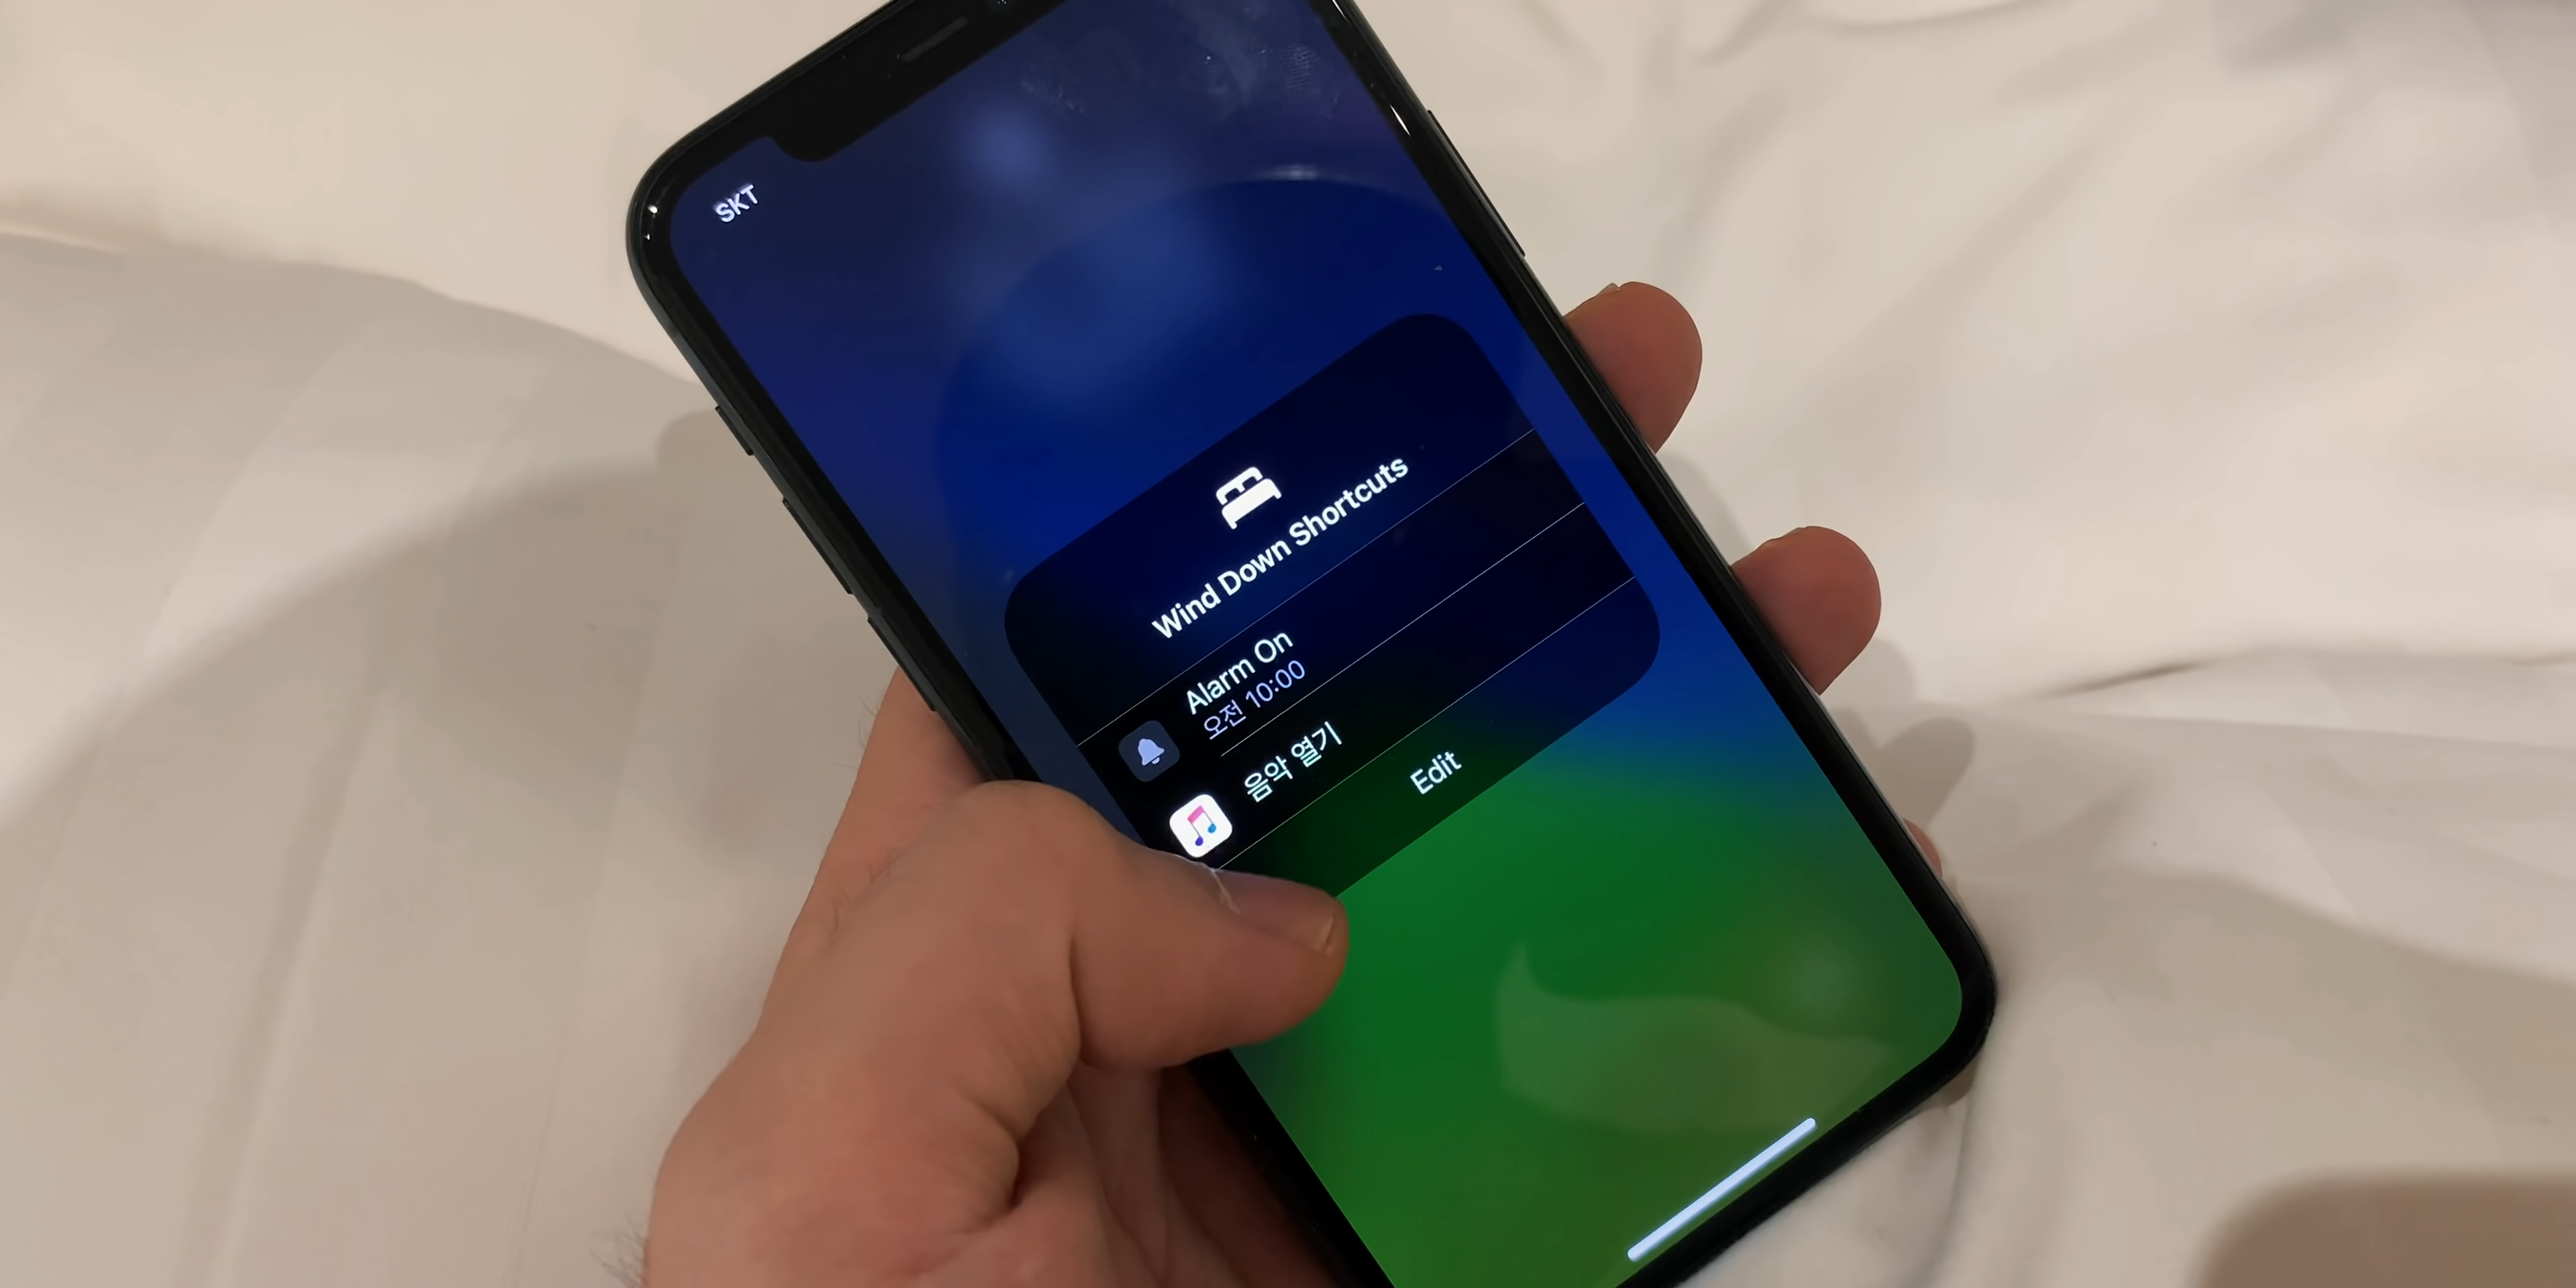 SKT
Wind Down Shortcuts
Alarm On
오전 10:00
음악 열기
Edit